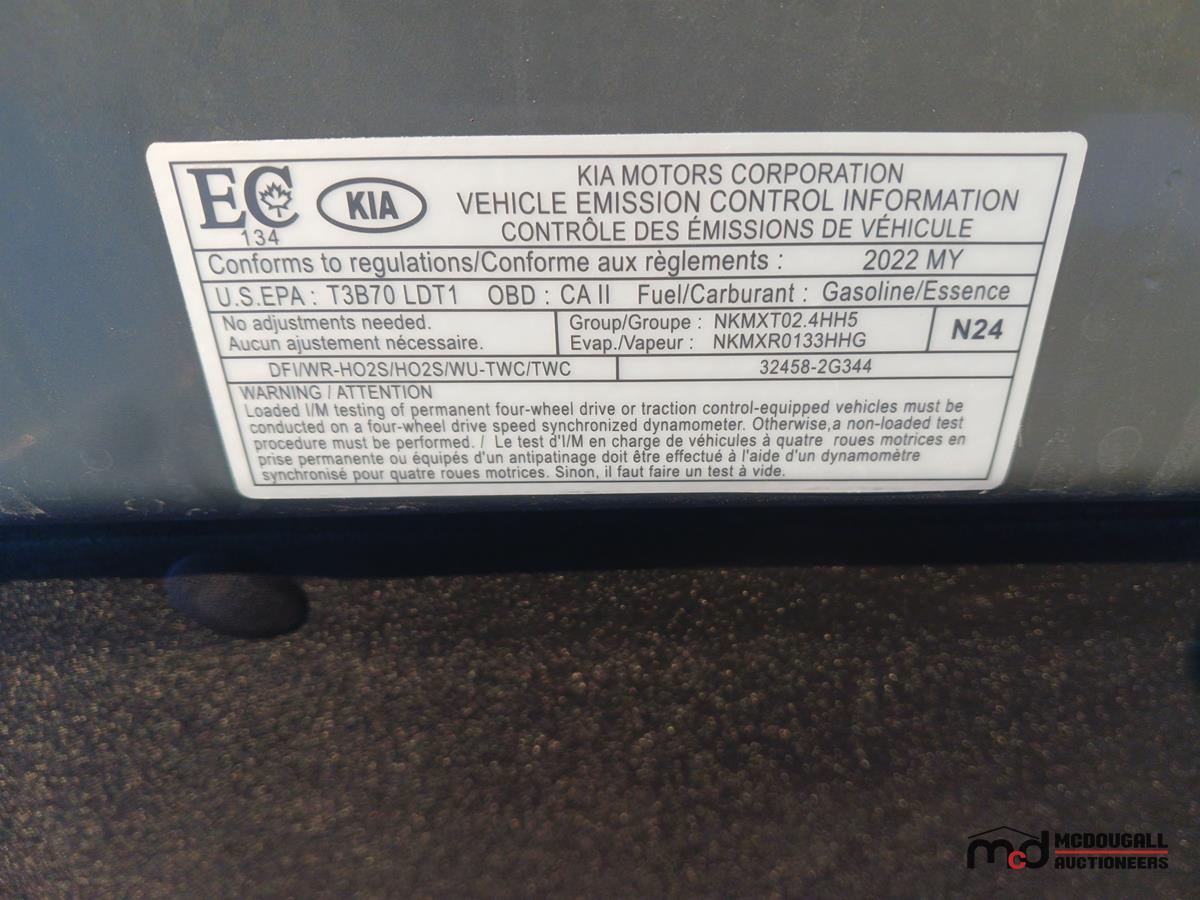 EC
134
KIA
KIA MOTORS CORPORATION
VEHICLE EMISSION CONTROL INFORMATION
CONTRÔLE DES ÉMISSIONS DE VÉHICULE
Conforms to regulations/Conforme aux règlements : 2022 MY
U.S.EPA : T3B70 LDT1 OBD : CA II Fuel/Carburant : Gasoline/Essence
No adjustments needed.
Aucun ajustement nécessaire.
Group/Groupe : NKMXT02.4HH5
Evap./Vapeur : NKMXR0133HHG
N24
DFI/WR-HO2S/HO2S/WU-TWC/TWC
32458-2G344
WARNING / ATTENTION
Loaded I/M testing of permanent four-wheel drive or traction control-equipped vehicles must be
conducted on a four-wheel drive speed synchronized dynamometer. Otherwise,a non-loaded test
procedure must be performed. / Le test d'I/M en charge de véhicules à quatre roues motrices en
prise permanente ou équipés d'un antipatinage doit être effectué à l'aide d'un dynamomètre
synchronisé pour quatre roues motrices. Sinon, il faut faire un test à vide.
mcd MCDOUGALL
AUCTIONEERS